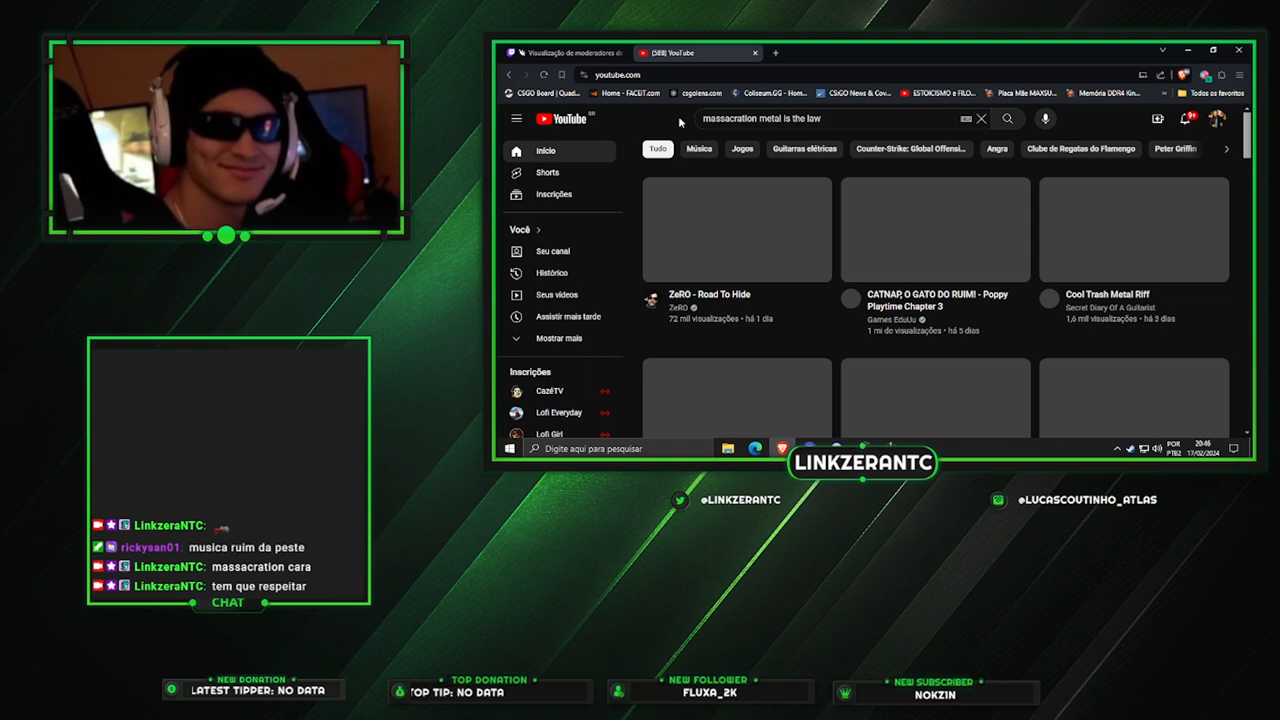 Visualização de moderadores do
(588) YouTube
youtube.com
CSGO Board | Quad...
Home - FACEIT.com
csgolens.com
Coliseum.GG - Hom...
CSGO News & Cov...
ESTOICISMO e FILO...
Placa Mãe MAXSU...
Memória DDR4 Kin...
»
Todos os favoritos
YouTube BR
massacration metal is the law
9+
Tudo
Música
Jogos
Guitarras elétricas
Counter-Strike: Global Offensi...
Angra
Clube de Regatas do Flamengo
Peter Griffin
Início
Shorts
Inscrições
Você
Seu canal
Histórico
Seus vídeos
Assistir mais tarde
Mostrar mais
Inscrições
CazéTV
Lofi Everyday
Lofi Girl
ZeRO - Road To Hide
ZeRO
72 mil visualizações • há 1 dia
CATNAP, O GATO DO RUIM! - Poppy
Playtime Chapter 3
Games EduUu
1 mi de visualizações • há 5 dias
Cool Trash Metal Riff
Secret Diary Of A Guitarist
1,6 mil visualizações • há 3 dias
Digite aqui para pesquisar
POR
PTB2
20:46
17/02/2024
LINKZERANTC
@LINKZERANTC
@LUCASCOUTINHO_ATLAS
LinkzeraNTC:
rickysan01: musica ruim da peste
LinkzeraNTC: massacration cara
LinkzeraNTC: tem que respeitar
CHAT
NEW DONATION
LATEST TIPPER: NO DATA
TOP DONATION
TOP TIP: NO DATA
NEW FOLLOWER
FLUXA_2K
NEW SUBSCRIBER
NOKZIN